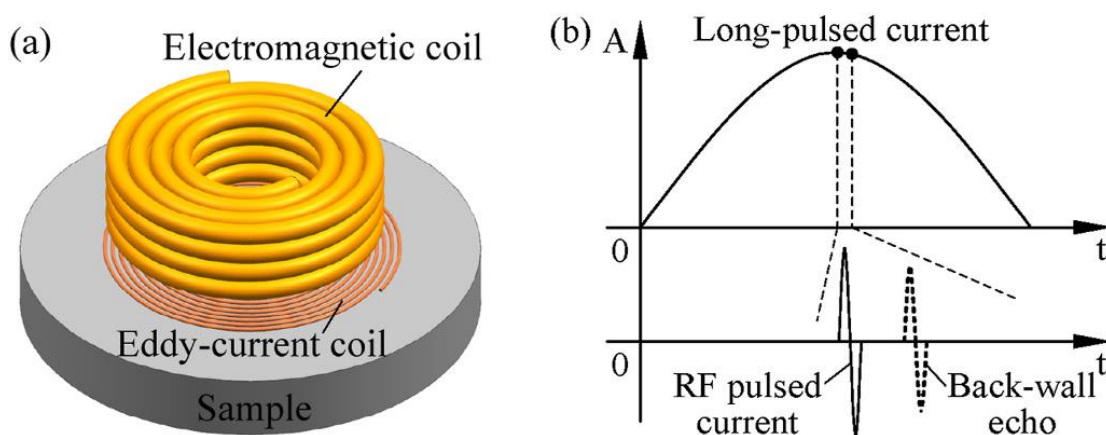 (a)
Electromagnetic coil
Eddy-current coil
Sample
(b)
A
Long-pulsed current
0
t
0
t
RF pulsed
current
Back-wall
echo